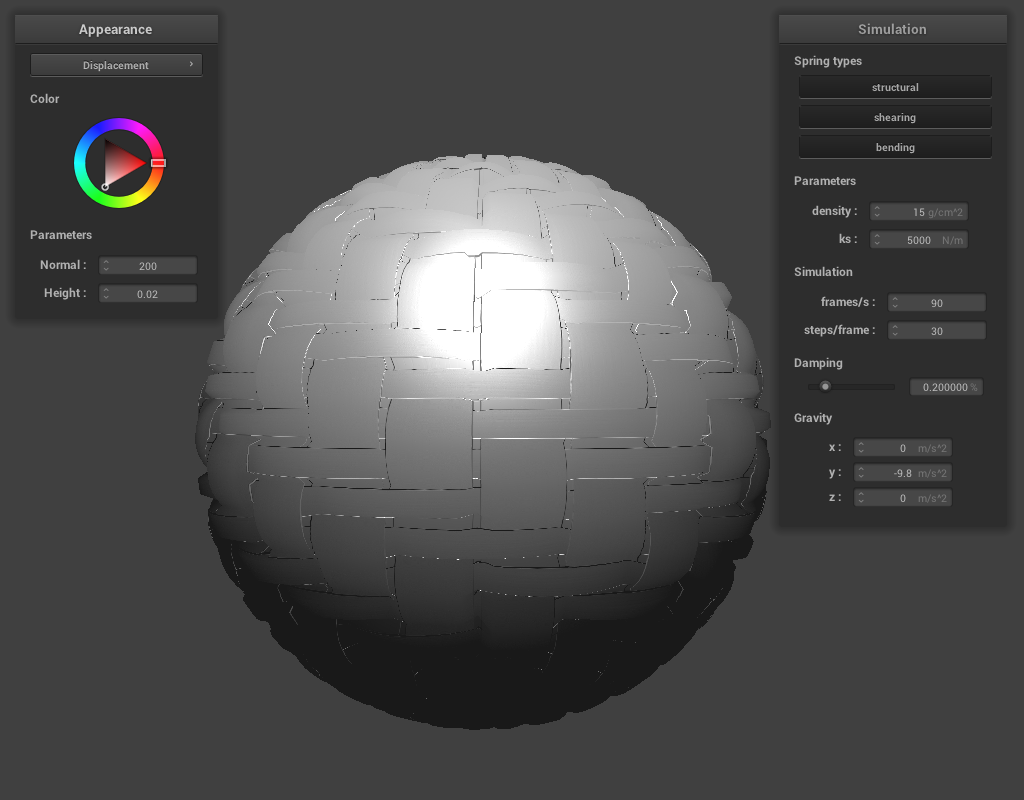 Appearance
Displacement
Color
Parameters
Normal : 200
Height : 0.02
Simulation
Spring types
structural
shearing
bending
Parameters
density : 15 g/cm^2
ks : 5000 N/m
Simulation
frames/s : 90
steps/frame : 30
Damping
0.200000 %
Gravity
x : 0 m/s^2
y : -9.8 m/s^2
z : 0 m/s^2